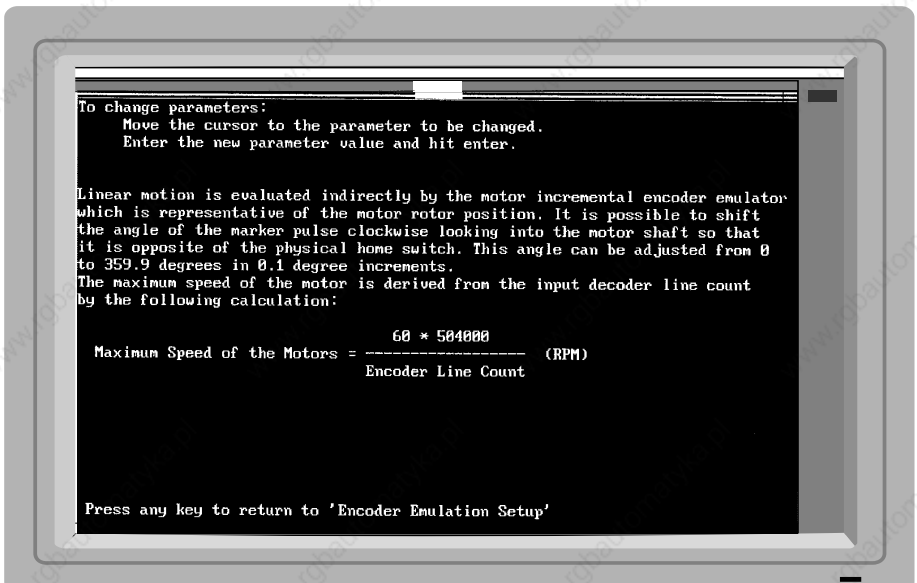 To change parameters:
Move the cursor to the parameter to be changed.
Enter the new parameter value and hit enter.
Linear motion is evaluated indirectly by the motor incremental encoder emulator
which is representative of the motor rotor position. It is possible to shift
the angle of the marker pulse clockwise looking into the motor shaft so that
it is opposite of the physical home switch. This angle can be adjusted from 0
to 359.9 degrees in 0.1 degree increments.
The maximum speed of the motor is derived from the input decoder line count
by the following calculation:
60 * 504000
Maximum Speed of the Motors = ------------------ (RPM)
Encoder Line Count
Press any key to return to 'Encoder Emulation Setup'